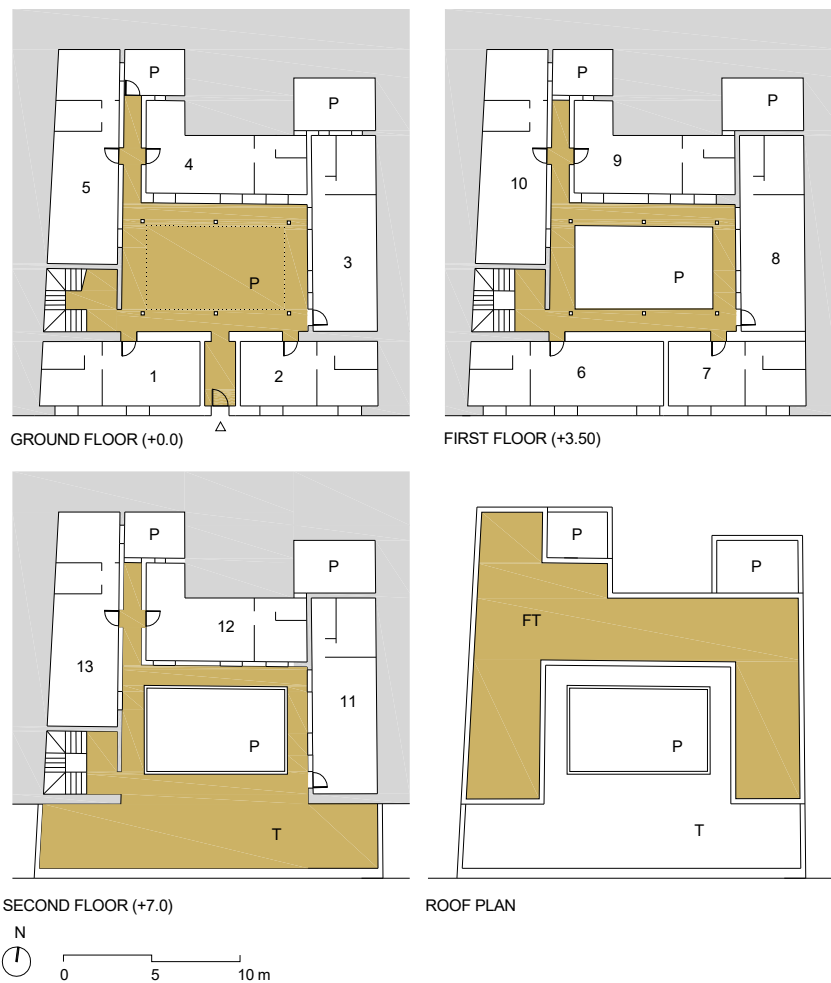 P
P
4
5
3
P
1
2
GROUND FLOOR (+0.0)
P
P
9
10
8
P
6
7
FIRST FLOOR (+3.50)
P
P
12
13
11
P
T
SECOND FLOOR (+7.0)
P
P
FT
P
T
ROOF PLAN
N
0 5 10 m